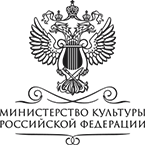 МИНИСТЕРСТВО КУЛЬТУРЫ
РОССИЙСКОЙ ФЕДЕРАЦИИ